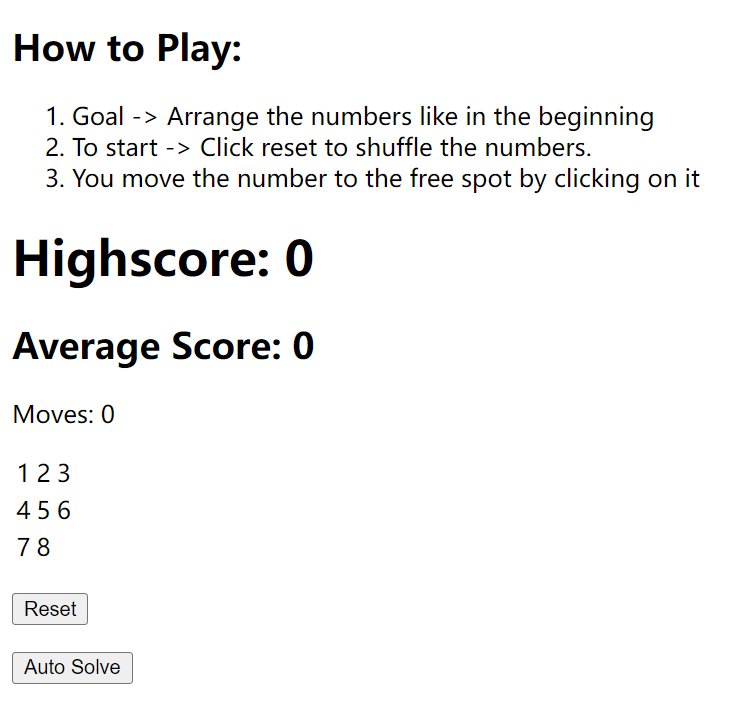 How to Play:
1. Goal -> Arrange the numbers like in the beginning
2. To start -> Click reset to shuffle the numbers.
3. You move the number to the free spot by clicking on it
Highscore: 0
Average Score: 0
Moves: 0
1 2 3
4 5 6
7 8
Reset
Auto Solve